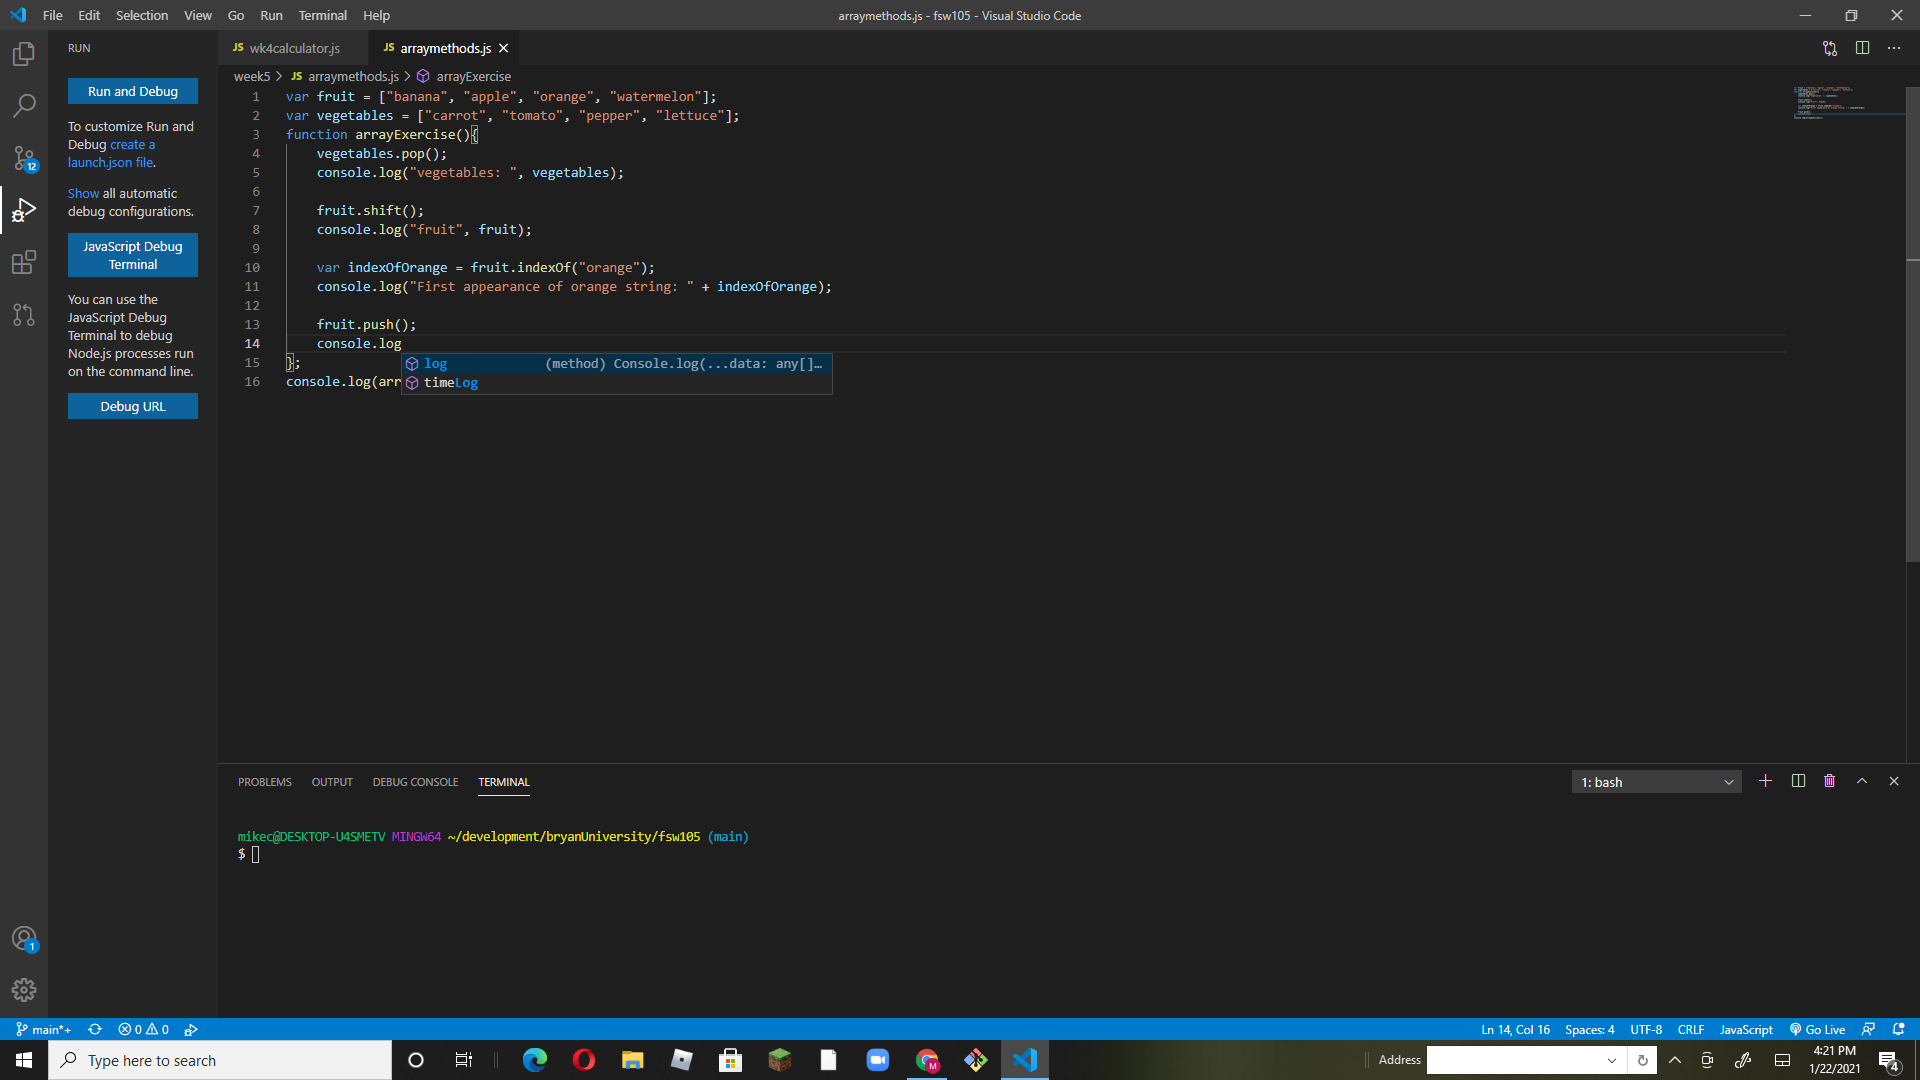 File Edit Selection View Go Run Terminal Help
arraymethods.js - fsw105 - Visual Studio Code
RUN
Run and Debug
To customize Run and
Debug create a
launch.json file.
Show all automatic
debug configurations.
JavaScript Debug
Terminal
You can use the
JavaScript Debug
Terminal to debug
Node.js processes run
on the command line.
Debug URL
12
1
JS wk4calculator.js
JS arraymethods.js
week5 > JS arraymethods.js > arrayExercise
1 var fruit = ["banana", "apple", "orange", "watermelon"];
2 var vegetables = ["carrot", "tomato", "pepper", "lettuce"];
3 function arrayExercise(){
4 vegetables.pop();
5 console.log("vegetables: ", vegetables);
6
7 fruit.shift();
8 console.log("fruit", fruit);
9
10 var indexOfOrange = fruit.indexOf("orange");
11 console.log("First appearance of orange string: " + indexOfOrange);
12
13 fruit.push();
14 console.log
15 };
16 console.log(arr
log (method) Console.log(...data: any[]…
timeLog
PROBLEMS OUTPUT DEBUG CONSOLE TERMINAL
1: bash
mikec@DESKTOP-U4SMETV MINGW64 ~/development/bryanUniversity/fsw105 (main)
$
main*+ 0 0
Ln 14, Col 16 Spaces: 4 UTF-8 CRLF JavaScript Go Live
Type here to search
M
Address
4:21 PM
1/22/2021
4